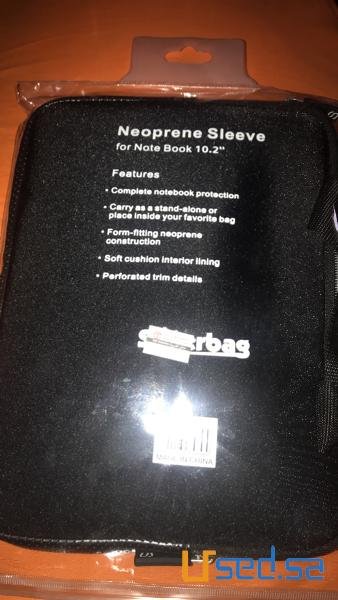 Neoprene Sleeve
for Note Book 10.2"
Features
• Complete notebook protection
• Carry as a stand-alone or
place inside your favorite bag
• Form-fitting neoprene
construction
• Soft cushion interior lining
• Perforated trim details
MADE IN CHINA
Used.sa